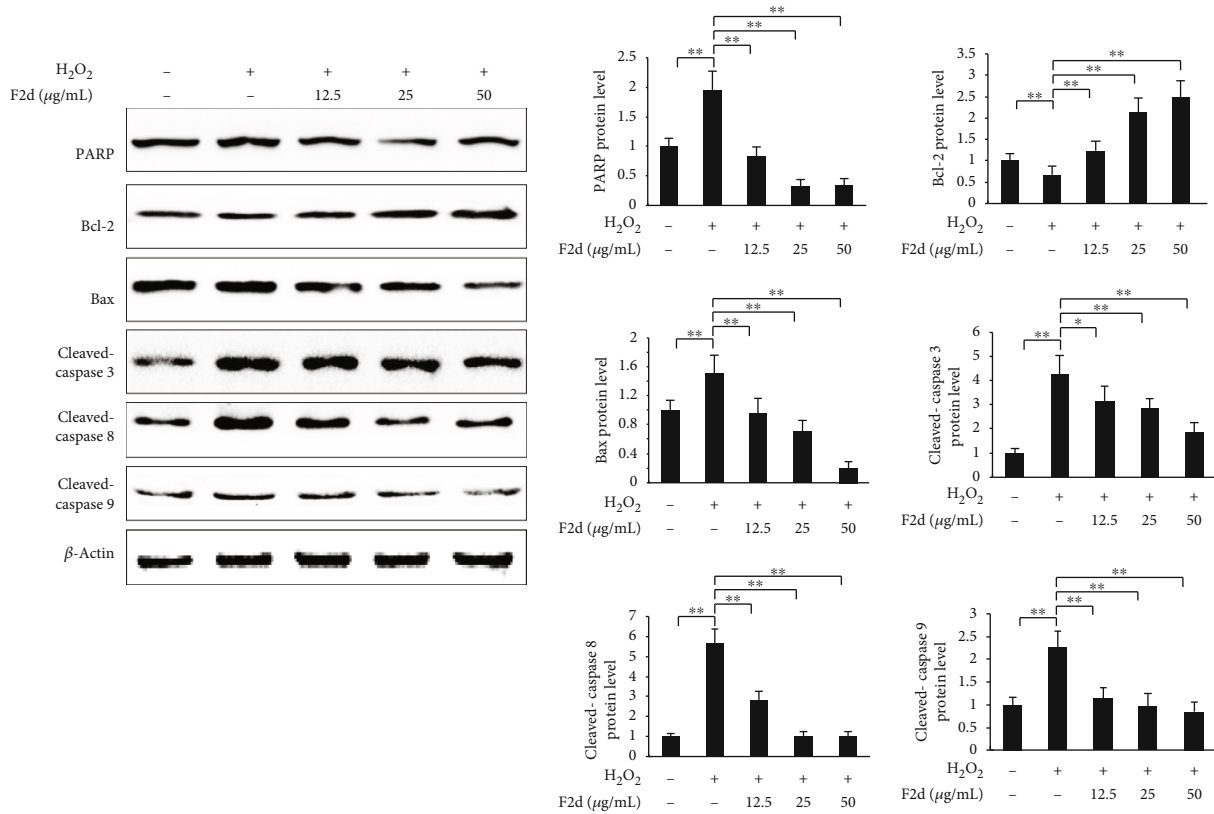 H₂O₂ – + + + +
F2d (μg/mL) – – 12.5 25 50
PARP
Bcl-2
Bax
Cleaved-
caspase 3
Cleaved-
caspase 8
Cleaved-
caspase 9
β-Actin
** ** ** **
PARP protein level
2.5
2
1.5
1
0.5
0
H₂O₂ – + + + +
F2d (μg/mL) – – 12.5 25 50
** ** ** **
Bcl-2 protein level
3.5
3
2.5
2
1.5
1
0.5
0
H₂O₂ – + + + +
F2d (μg/mL) – – 12.5 25 50
** ** ** **
Bax protein level
2
1.6
1.2
0.8
0.4
0
H₂O₂ – + + + +
F2d (μg/mL) – – 12.5 25 50
** * ** **
Cleaved- caspase 3
protein level
6
5
4
3
2
1
0
H₂O₂ – + + + +
F2d (μg/mL) – – 12.5 25 50
** ** ** **
Cleaved- caspase 8
protein level
7
6
5
4
3
2
1
0
H₂O₂ – + + + +
F2d (μg/mL) – – 12.5 25 50
** ** ** **
Cleaved- caspase 9
protein level
3
2.5
2
1.5
1
0.5
0
H₂O₂ – + + + +
F2d (μg/mL) – – 12.5 25 50